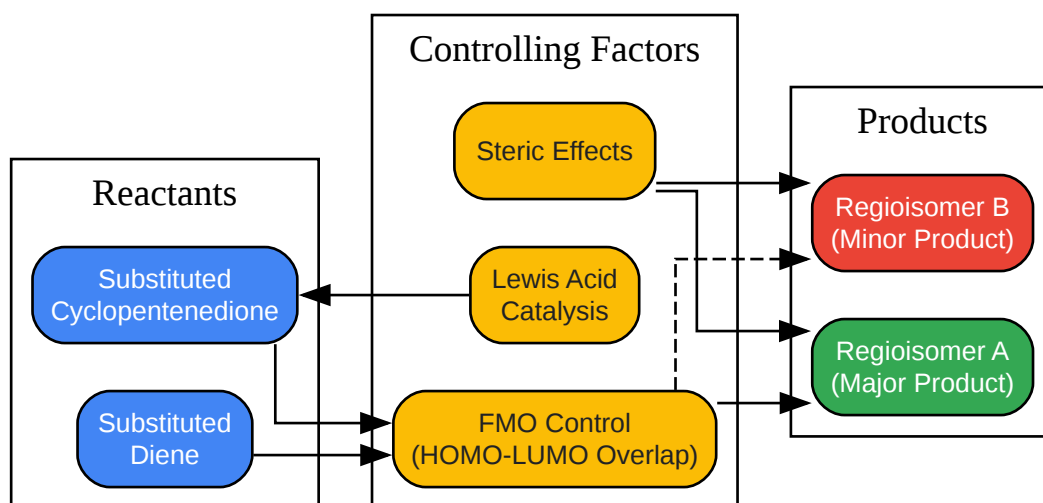 Reactants
Substituted
Cyclopentenedione
Substituted
Diene
Controlling Factors
Steric Effects
Lewis Acid
Catalysis
FMO Control
(HOMO-LUMO Overlap)
Products
Regioisomer B
(Minor Product)
Regioisomer A
(Major Product)